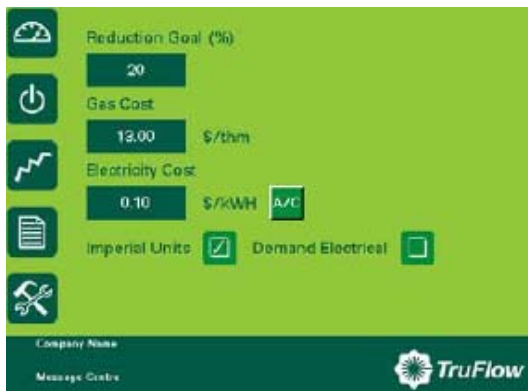 Reduction Goal (%)
20
Gas Cost
13.00 $/thm
Electricity Cost
0.10 $/kWH A/C
Imperial Units Demand Electrical
Company Name
Message Centre
TruFlow